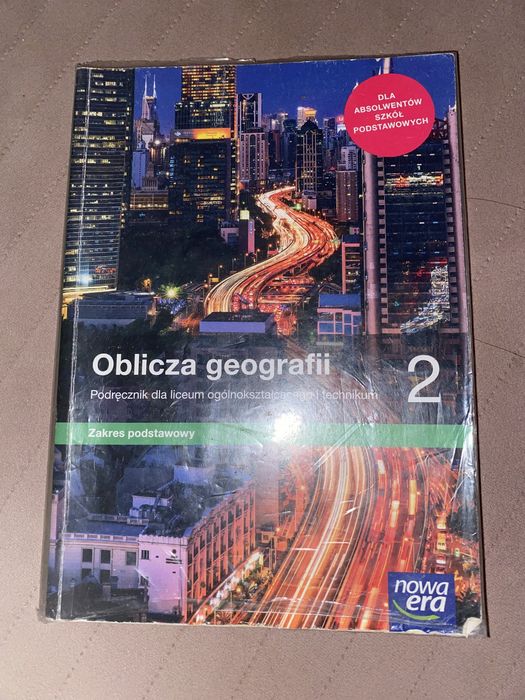 DLA
ABSOLWENTÓW
SZKÓŁ
PODSTAWOWYCH
Oblicza geografii 2
Podręcznik dla liceum ogólnokształcącego i technikum
Zakres podstawowy
nowa
era